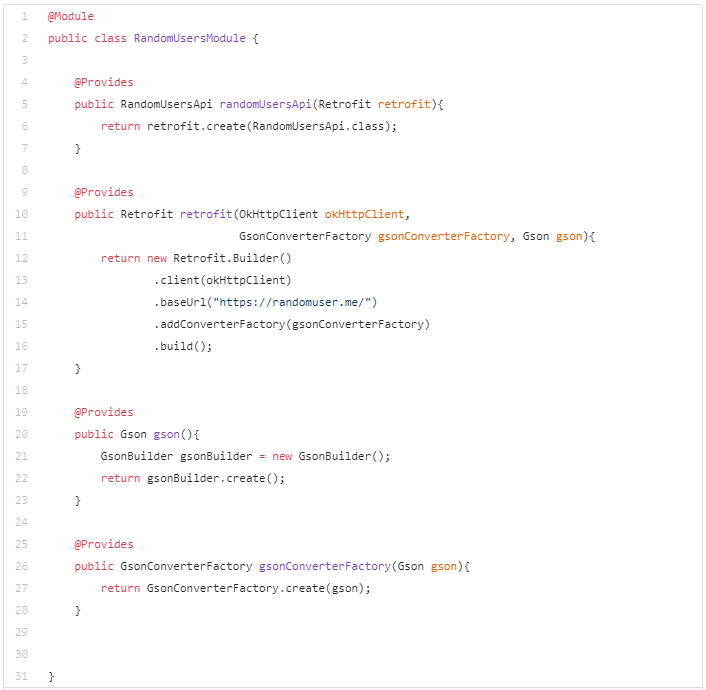 1 @Module
2 public class RandomUsersModule {
3
4     @Provides
5     public RandomUsersApi randomUsersApi(Retrofit retrofit){
6         return retrofit.create(RandomUsersApi.class);
7     }
8
9     @Provides
10     public Retrofit retrofit(OkHttpClient okHttpClient,
11                              GsonConverterFactory gsonConverterFactory, Gson gson){
12         return new Retrofit.Builder()
13                 .client(okHttpClient)
14                 .baseUrl("https://randomuser.me/")
15                 .addConverterFactory(gsonConverterFactory)
16                 .build();
17     }
18
19     @Provides
20     public Gson gson(){
21         GsonBuilder gsonBuilder = new GsonBuilder();
22         return gsonBuilder.create();
23     }
24
25     @Provides
26     public GsonConverterFactory gsonConverterFactory(Gson gson){
27         return GsonConverterFactory.create(gson);
28     }
29
30
31 }